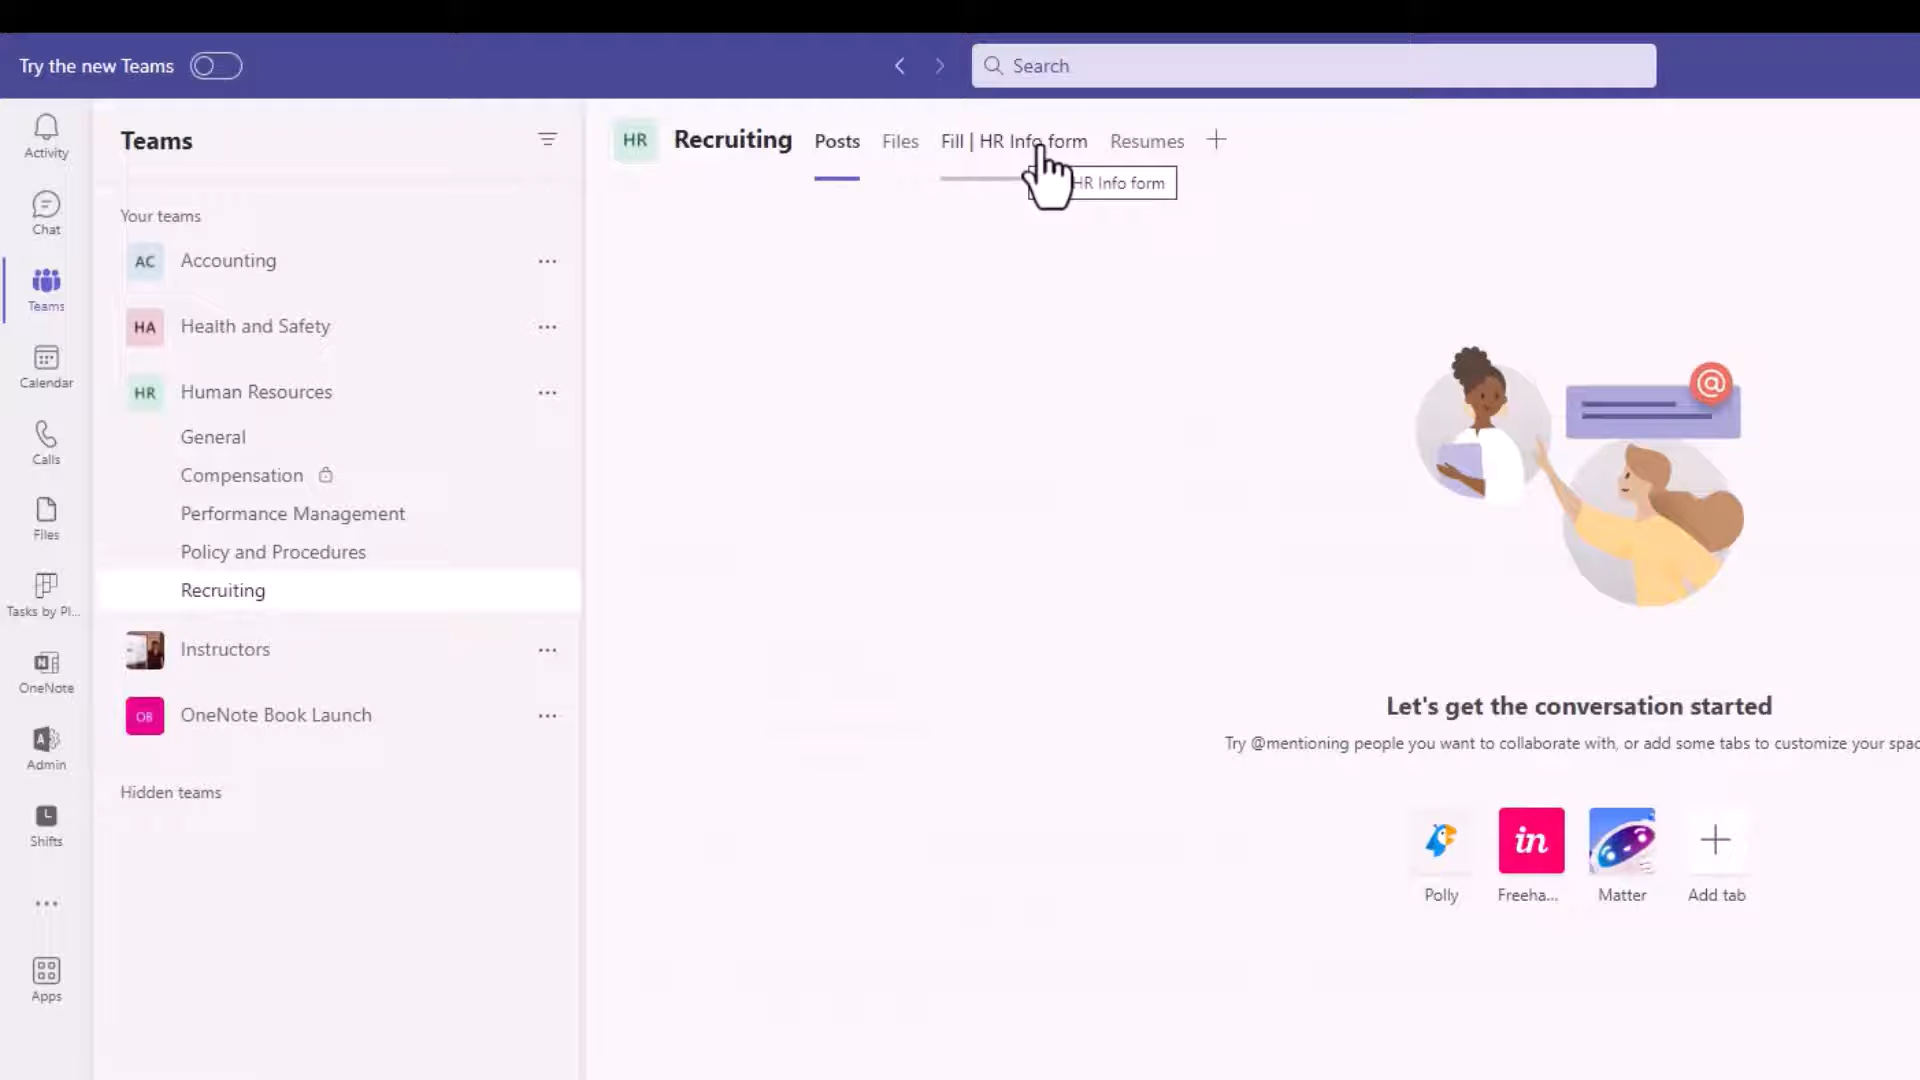 Try the new Teams
Search
Activity
Chat
Teams
Calendar
Calls
Files
Tasks by Pl...
OneNote
Admin
Shifts
Apps
Teams
Your teams
AC Accounting
HA Health and Safety
HR Human Resources
General
Compensation
Performance Management
Policy and Procedures
Recruiting
Instructors
OB OneNote Book Launch
Hidden teams
HR Recruiting Posts Files Fill | HR Info form Resumes
HR Info form
@
Let's get the conversation started
Try @mentioning people you want to collaborate with, or add some tabs to customize your spac
in
Polly Freeha... Matter Add tab